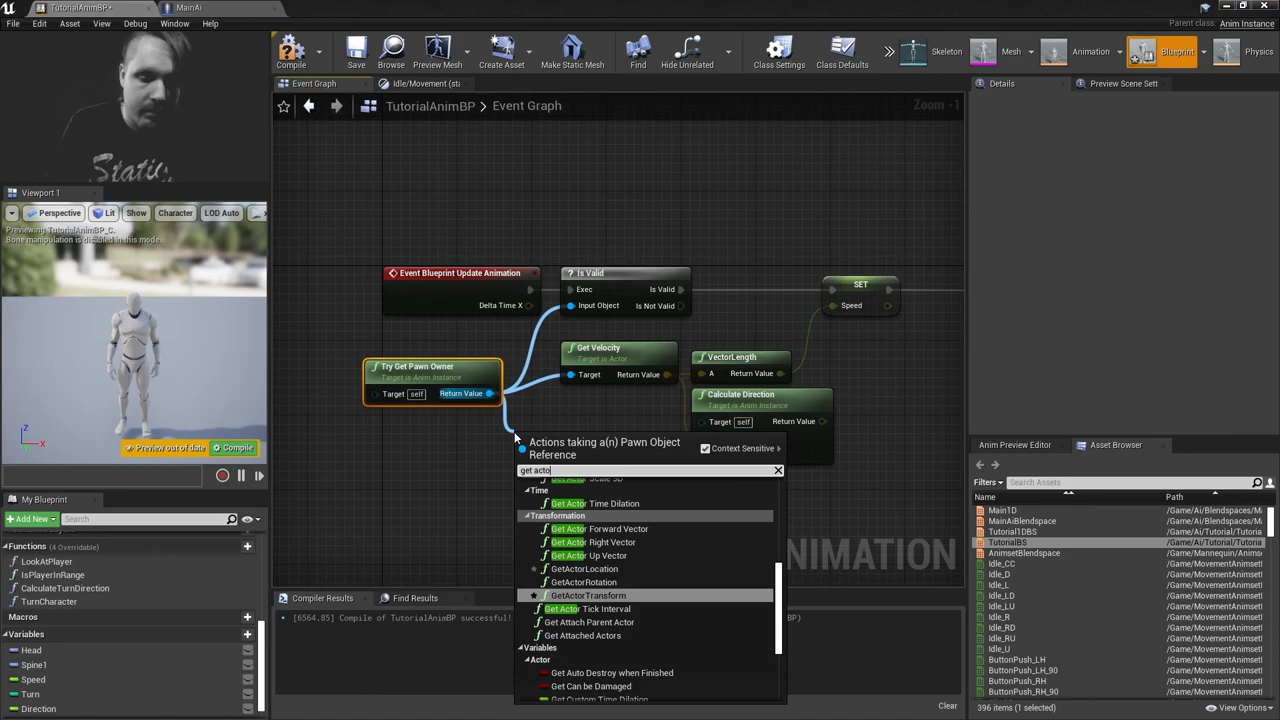 TutorialAnimBP*
MainAi
File Edit Asset View Debug Window Help
Parent class: Anim Instance
Compile
Save
Browse
Preview Mesh
Create Asset
Make Static Mesh
Find
Hide Unrelated
Class Settings
Class Defaults
Skeleton
Mesh
Animation
Blueprint
Physics
Static
Viewport 1
Perspective Lit Show Character LOD Auto
Previewing TutorialAnimBP_C.
Bone manipulation is disabled in this mode.
Z
X
Preview out of date
Compile
My Blueprint
Add New
Search
Functions (4 Overridable)
LookAtPlayer
IsPlayerInRange
CalculateTurnDirection
TurnCharacter
Macros
Variables
Head
Spine1
Speed
Turn
Direction
Event Graph
Idle/Movement (sta
TutorialAnimBP > Event Graph
Zoom -1
Event Blueprint Update Animation
Delta Time X
? Is Valid
Exec Is Valid
Input Object Is Not Valid
SET
Speed
Try Get Pawn Owner
Target is Anim Instance
Target self Return Value
Get Velocity
Target is Actor
Target Return Value
VectorLength
A Return Value
Calculate Direction
Target is Anim Instance
Target self Return Value
ANIMATION
Actions taking a(n) Pawn Object
Reference
Context Sensitive
get acto
Time
Get Actor Time Dilation
Transformation
Get Actor Forward Vector
Get Actor Right Vector
Get Actor Up Vector
GetActorLocation
GetActorRotation
GetActorTransform
Get Actor Tick Interval
Get Attach Parent Actor
Get Attached Actors
Variables
Actor
Get Auto Destroy when Finished
Get Can be Damaged
Get Custom Time Dilation
Compiler Results
Find Results
[6564,85] Compile of TutorialAnimBP successful!
BP)
Clear
Details
Preview Scene Sett
Anim Preview Editor
Asset Browser
Filters
Search Assets
Name Path
Main1D /Game/Ai/Blendspaces/Ma
MainAiBlendspace /Game/Ai/Blendspaces/Ma
Tutorial1DBS /Game/Ai/Tutorial/Tutoria
TutorialBS /Game/Ai/Tutorial/Tutoria
AnimsetBlendspace /Game/Mannequin/Anims
Idle_CC /Game/MovementAnimset
Idle_D /Game/MovementAnimset
Idle_L /Game/MovementAnimset
Idle_LD /Game/MovementAnimset
Idle_LU /Game/MovementAnimset
Idle_R /Game/MovementAnimset
Idle_RD /Game/MovementAnimset
Idle_RU /Game/MovementAnimset
Idle_U /Game/MovementAnimset
ButtonPush_LH /Game/MovementAnimset
ButtonPush_LH_90 /Game/MovementAnimset
ButtonPush_RH /Game/MovementAnimset
ButtonPush_RH_90 /Game/MovementAnimset
396 items (1 selected)
View Options